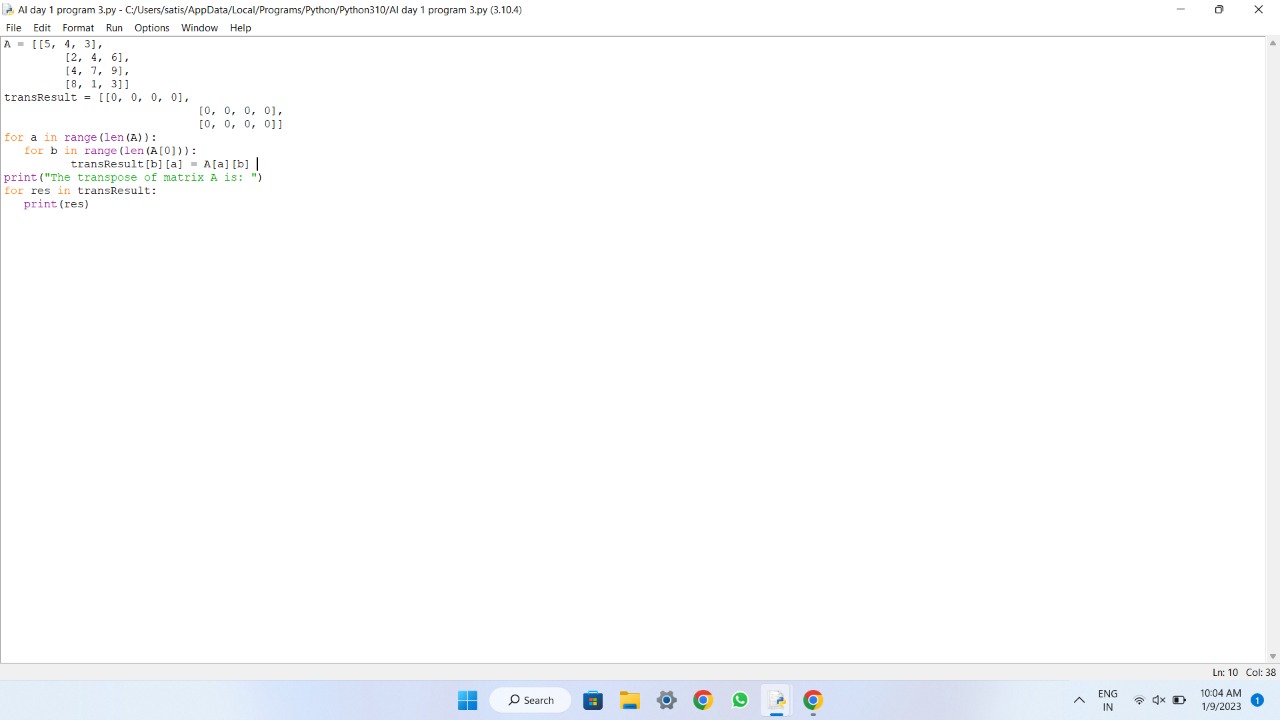 AI day 1 program 3.py - C:/Users/satis/AppData/Local/Programs/Python/Python310/AI day 1 program 3.py (3.10.4)
File Edit Format Run Options Window Help
A = [[5, 4, 3],
         [2, 4, 6],
         [4, 7, 9],
         [8, 1, 3]]
transResult = [[0, 0, 0, 0],
                             [0, 0, 0, 0],
                             [0, 0, 0, 0]]
for a in range(len(A)):
   for b in range(len(A[0])):
          transResult[b][a] = A[a][b]
print("The transpose of matrix A is: ")
for res in transResult:
   print(res)
Ln: 10 Col: 38
Search
ENG
IN
10:04 AM
1/9/2023
1